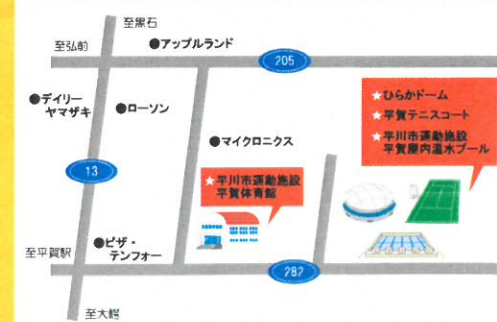 至黒石
至弘前
●アップルランド
205
●デイリー
ヤマザキ
●ローソン
★ひらかドーム
★平賀テニスコート
★平川市運動施設
平賀屋内温水プール
●マイクロニクス
13
★平川市運動施設
平賀体育館
●ピザ・
テンフォー
至平賀駅
282
至大鰐